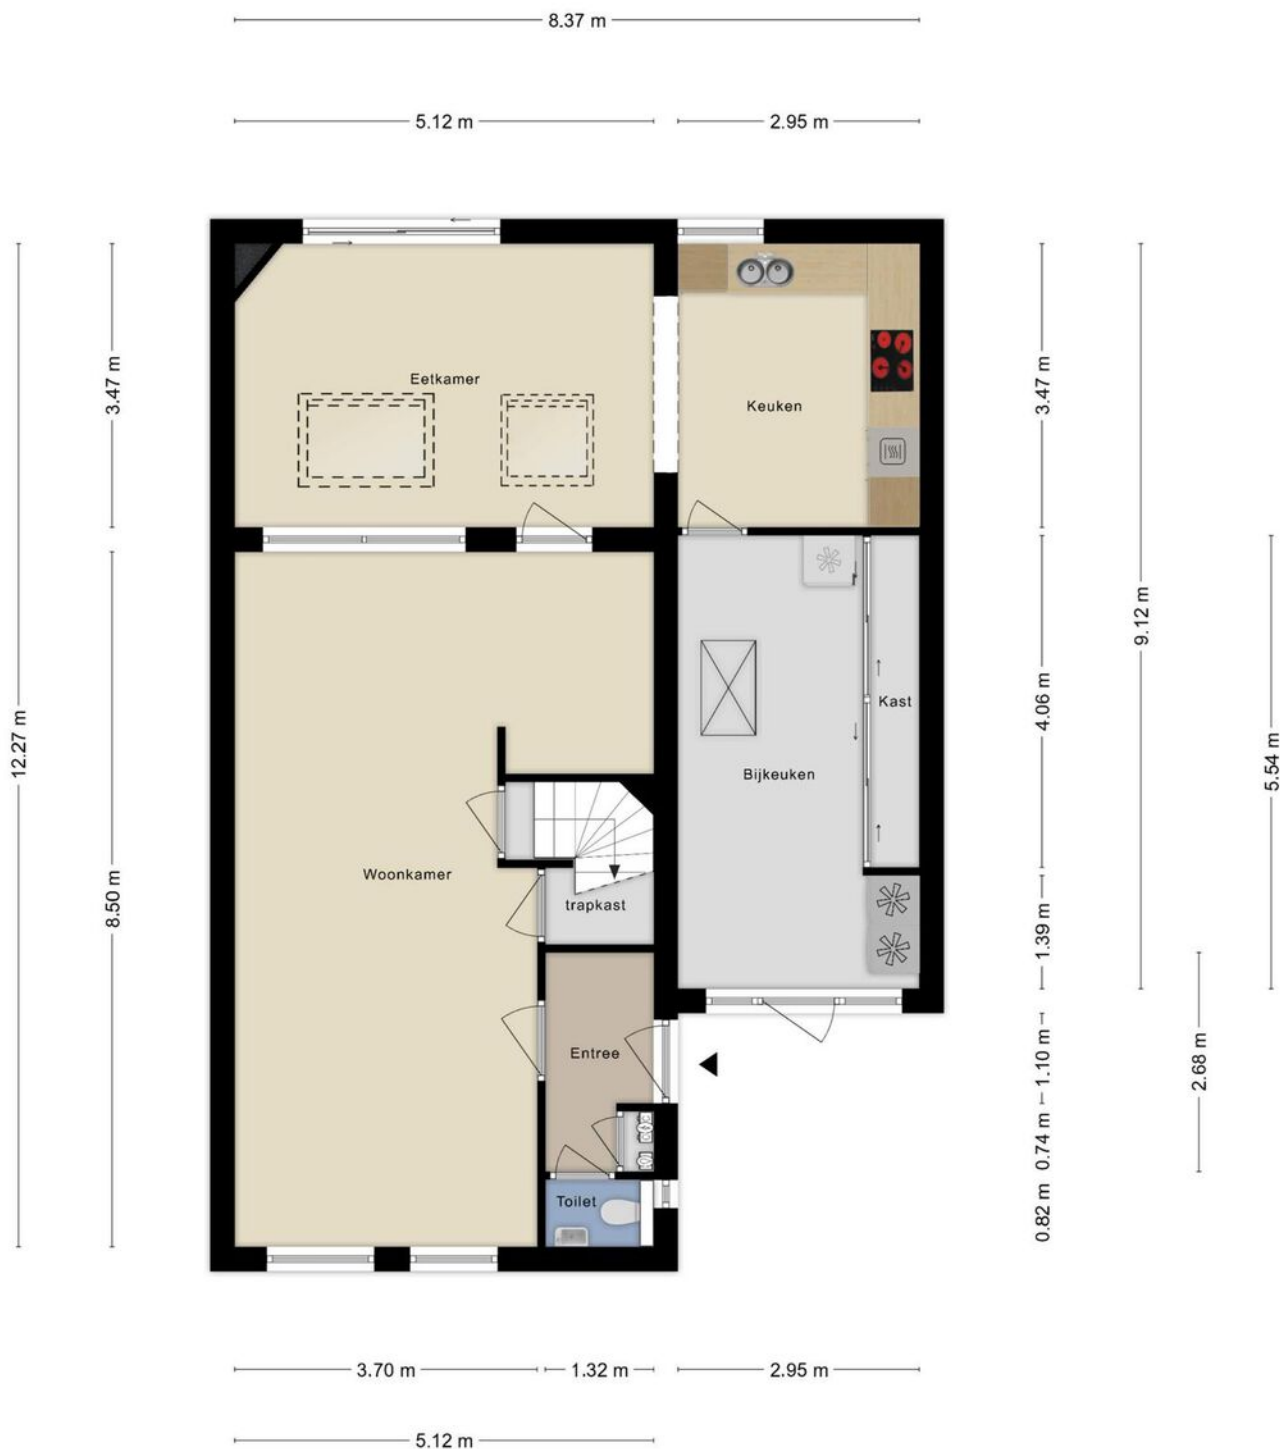 8.37 m
5.12 m
2.95 m
3.47 m
3.47 m
Eetkamer
Keuken
12.27 m
9.12 m
8.50 m
4.06 m
5.54 m
Kast
Bijkeuken
Woonkamer
trapkast
1.39 m
Entree
1.10 m
2.68 m
0.74 m
Toilet
0.82 m
3.70 m
1.32 m
2.95 m
5.12 m